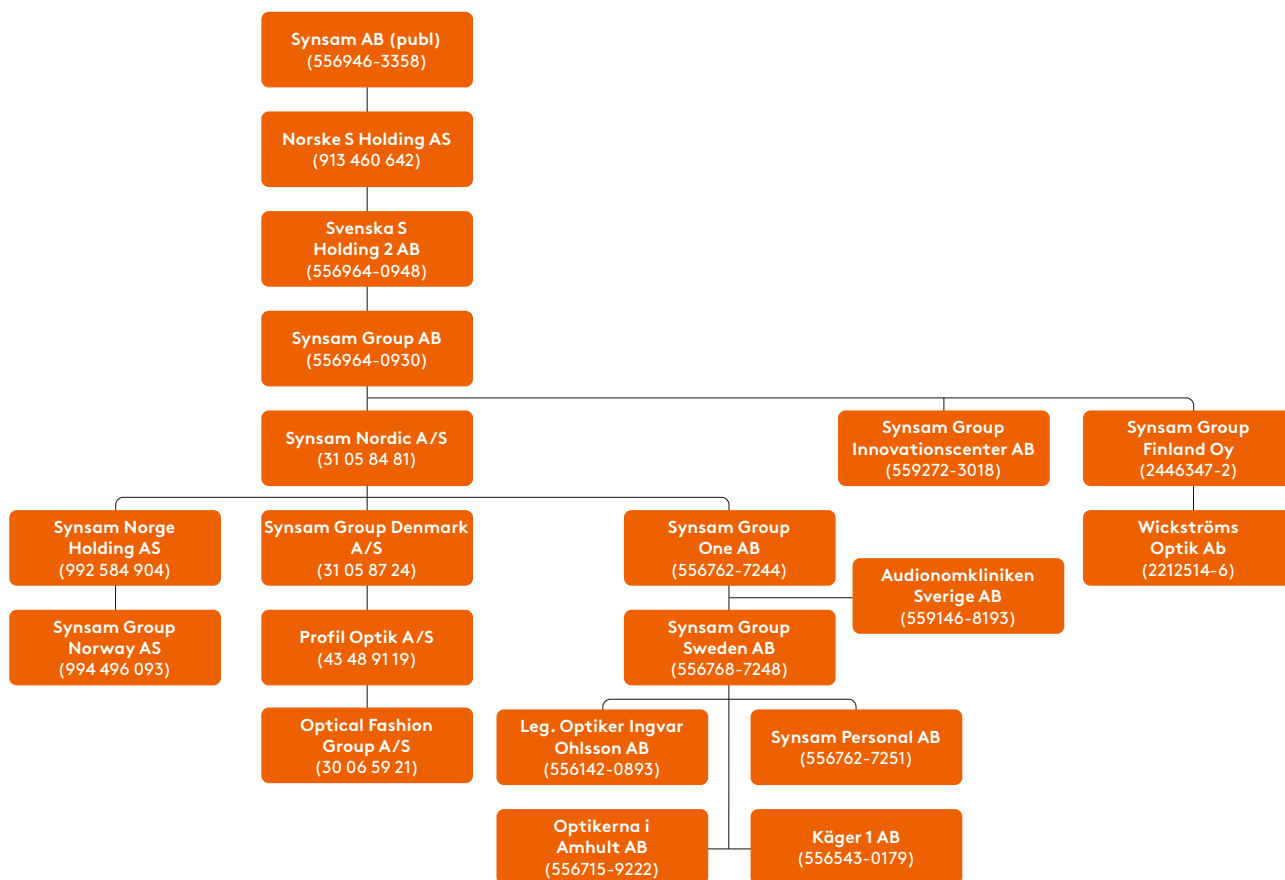 Synsam AB (publ)
(556946-3358)
Norske S Holding AS
(913 460 642)
Svenska S
Holding 2 AB
(556964-0948)
Synsam Group AB
(556964-0930)
Synsam Nordic A/S
(31 05 84 81)
Synsam Group
Innovationscenter AB
(559272-3018)
Synsam Group
Finland Oy
(2446347-2)
Synsam Norge
Holding AS
(992 584 904)
Synsam Group Denmark
A/S
(31 05 87 24)
Synsam Group
One AB
(556762-7244)
Wickströms
Optik Ab
(2212514-6)
Audionomkliniken
Sverige AB
(559146-8193)
Synsam Group
Norway AS
(994 496 093)
Profil Optik A/S
(43 48 91 19)
Synsam Group
Sweden AB
(556768-7248)
Optical Fashion
Group A/S
(30 06 59 21)
Leg. Optiker Ingvar
Ohlsson AB
(556142-0893)
Synsam Personal AB
(556762-7251)
Optikerna i
Amhult AB
(556715-9222)
Käger 1 AB
(556543-0179)